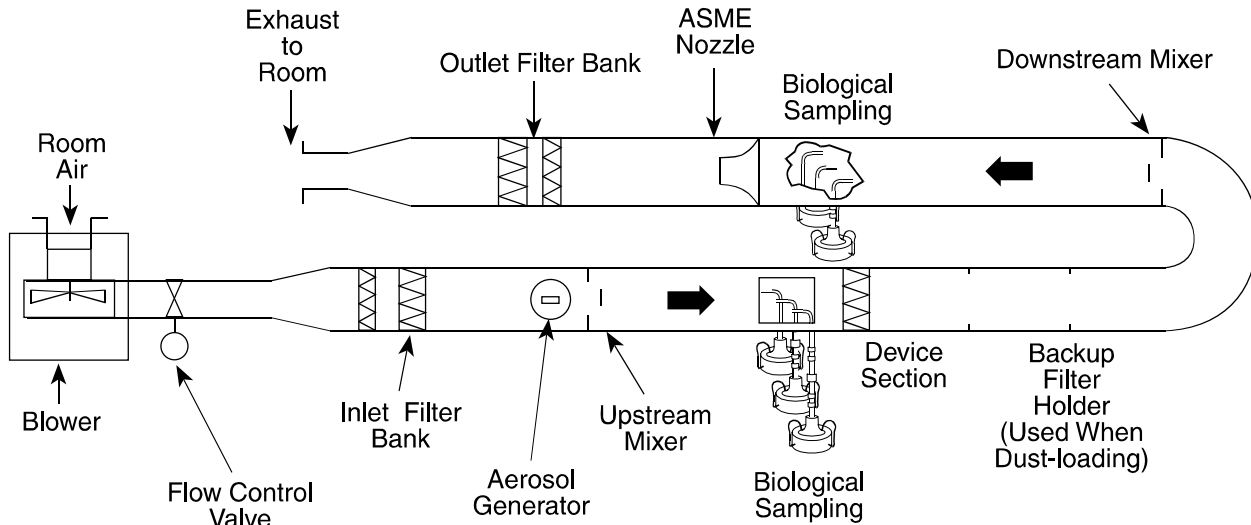 Exhaust
to
Room
ASME
Nozzle
Outlet Filter Bank
Biological
Sampling
Downstream Mixer
Room
Air
Blower
Flow Control
Valve
Inlet Filter
Bank
Aerosol
Generator
Upstream
Mixer
Biological
Sampling
Device
Section
Backup
Filter
Holder
(Used When
Dust-loading)